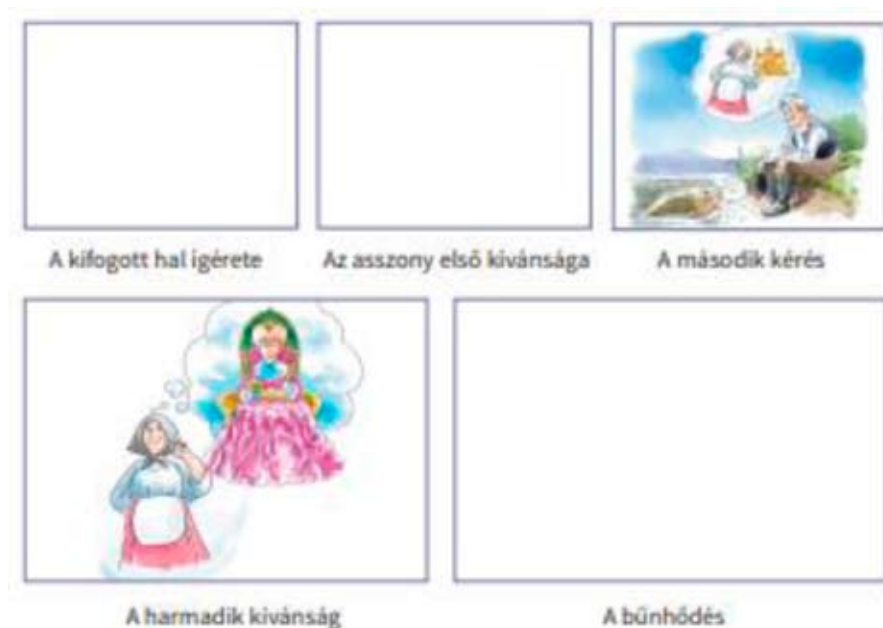 A kifogott hal ígérete
Az asszony első kívánsága
A második kérés
A harmadik kívánság
A bűnhődés